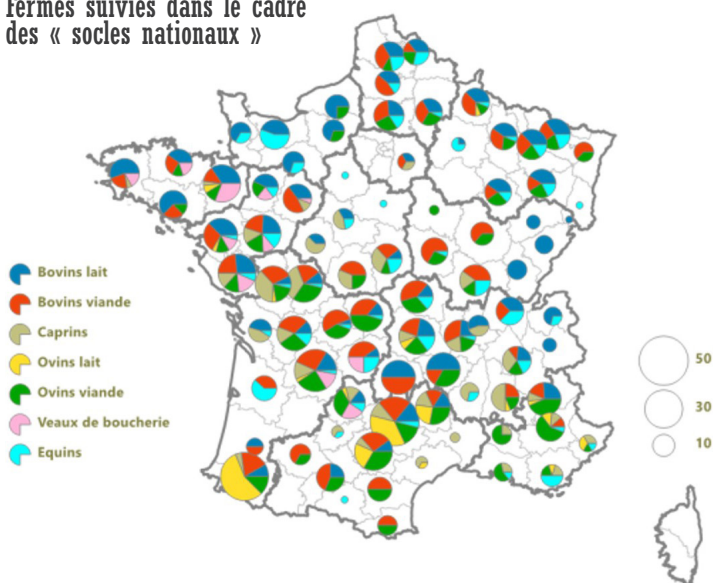 Fermes suivies dans le cadre
des « socles nationaux »
Bovins lait
Bovins viande
Caprins
Ovins lait
Ovins viande
Veaux de boucherie
Equins
50
30
10